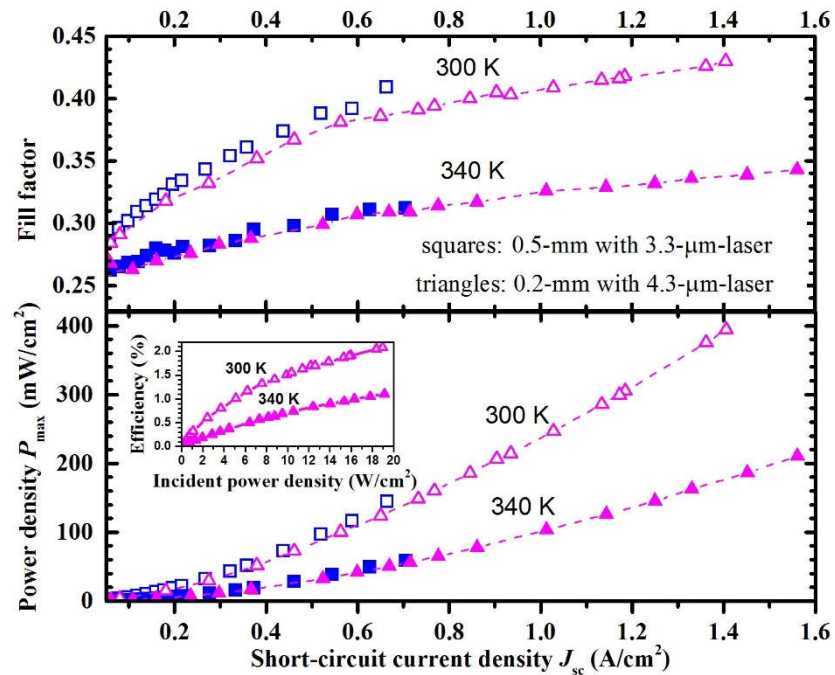 0.2 0.4 0.6 0.8 1.0 1.2 1.4 1.6
0.45
0.40
0.35
0.30
0.25
Fill factor
300 K
340 K
squares: 0.5-mm with 3.3-μm-laser
triangles: 0.2-mm with 4.3-μm-laser
400
300
200
100
0
Power density Pmax (mW/cm2)
2.0
1.5
1.0
0.5
0.0
Efficiency (%)
300 K
340 K
0 2 4 6 8 10 12 14 16 18 20
Incident power density (W/cm2)
300 K
340 K
0.2 0.4 0.6 0.8 1.0 1.2 1.4 1.6
Short-circuit current density Jsc (A/cm2)